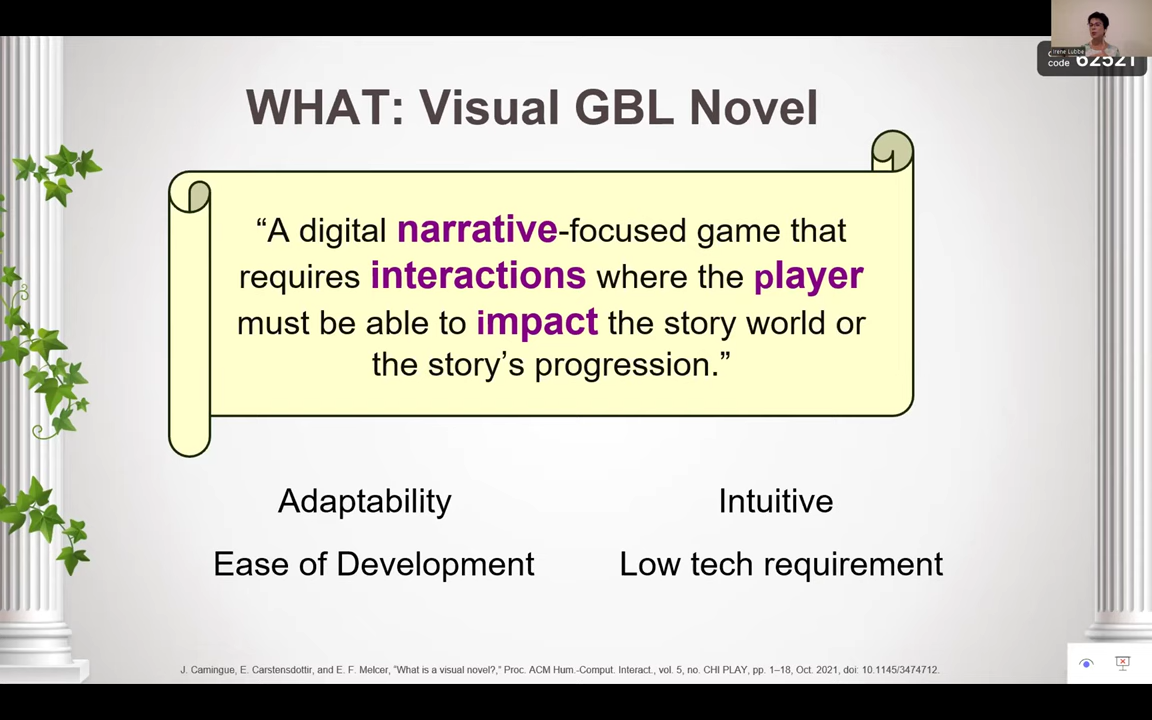 Irene Lubbe
code 62521
WHAT: Visual GBL Novel
“A digital narrative-focused game that
requires interactions where the player
must be able to impact the story world or
the story’s progression.”
Adaptability
Intuitive
Ease of Development
Low tech requirement
J. Camingue, E. Carstensdottir, and E. F. Melcer, “What is a visual novel?,” Proc. ACM Hum.-Comput. Interact., vol. 5, no. CHI PLAY, pp. 1–18, Oct. 2021, doi: 10.1145/3474712.